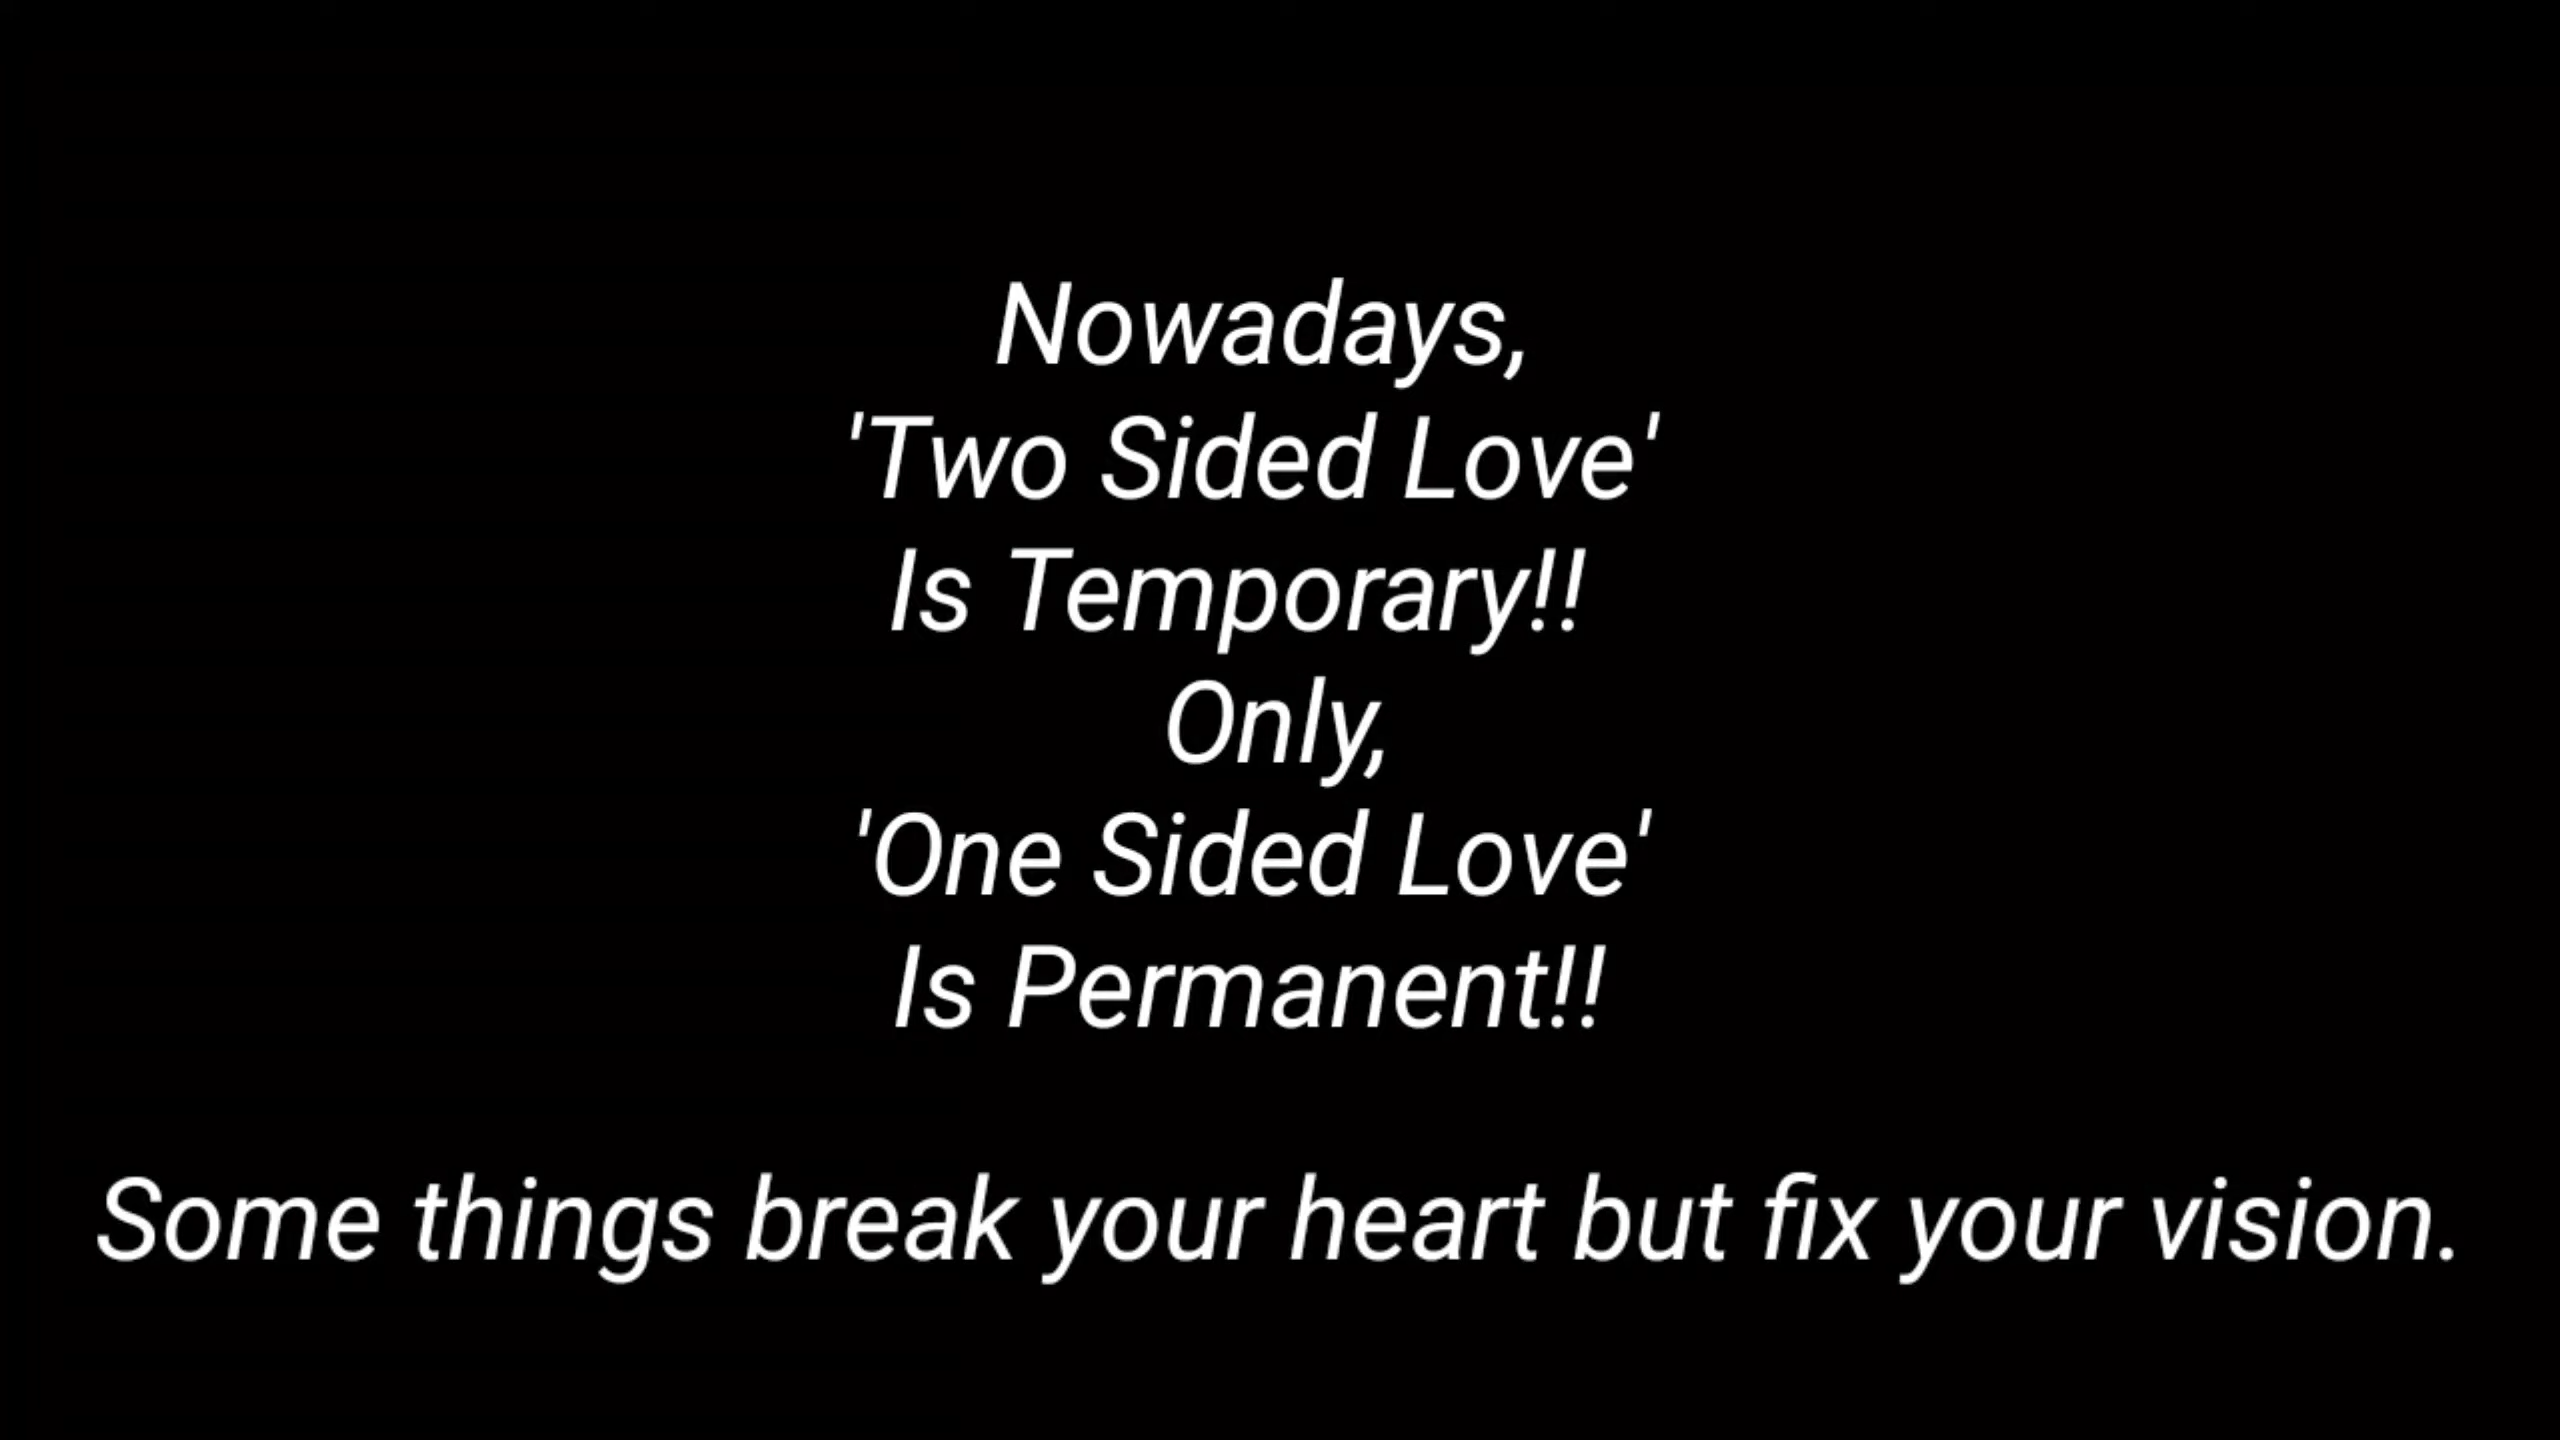 Nowadays,
'Two Sided Love'
Is Temporary!!
Only,
'One Sided Love'
Is Permanent!!
Some things break your heart but fix your vision.